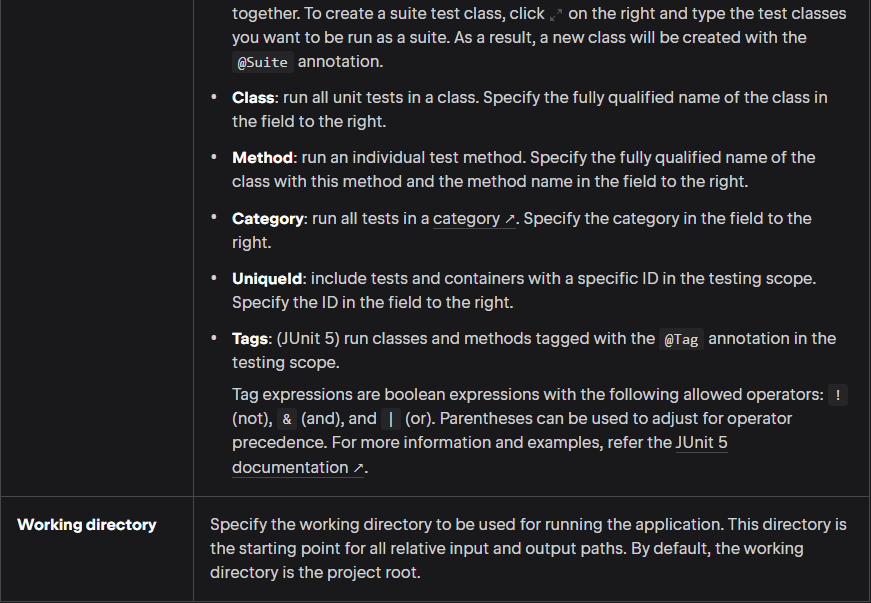 together. To create a suite test class, click on the right and type the test classes
you want to be run as a suite. As a result, a new class will be created with the
@Suite annotation.
• Class: run all unit tests in a class. Specify the fully qualified name of the class in
the field to the right.
• Method: run an individual test method. Specify the fully qualified name of the
class with this method and the method name in the field to the right.
• Category: run all tests in a category ↗. Specify the category in the field to the
right.
• UniqueId: include tests and containers with a specific ID in the testing scope.
Specify the ID in the field to the right.
• Tags: (JUnit 5) run classes and methods tagged with the @Tag annotation in the
testing scope.
Tag expressions are boolean expressions with the following allowed operators: !
(not), & (and), and | (or). Parentheses can be used to adjust for operator
precedence. For more information and examples, refer the JUnit 5
documentation ↗.
Working directory
Specify the working directory to be used for running the application. This directory is
the starting point for all relative input and output paths. By default, the working
directory is the project root.